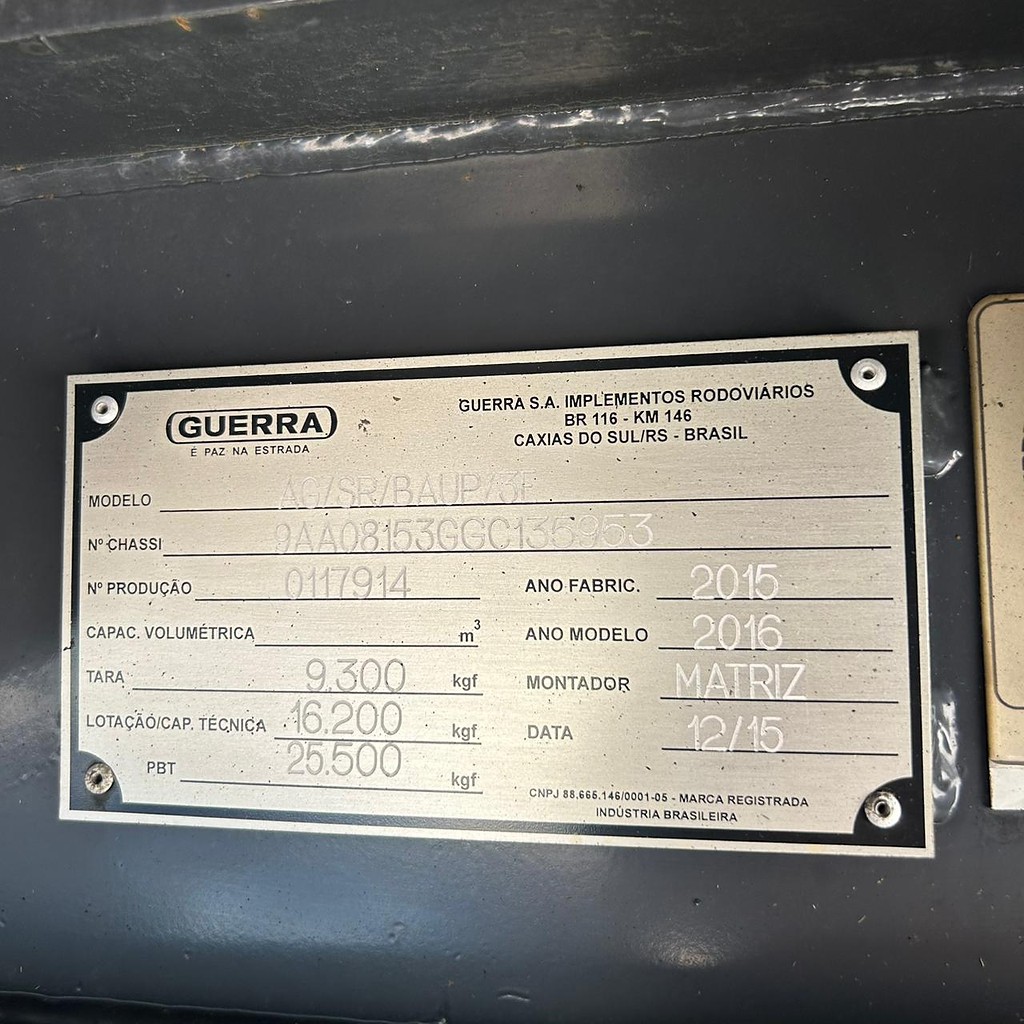 GUERRA
É PAZ NA ESTRADA
GUERRA S.A. IMPLEMENTOS RODOVIÁRIOS
BR 116 - KM 146
CAXIAS DO SUL/RS - BRASIL
MODELO AG/SR/BAUP/3E
Nº CHASSI 9AA08153GGC135953
Nº PRODUÇÃO 0117914 ANO FABRIC. 2015
CAPAC. VOLUMÉTRICA m³ ANO MODELO 2016
TARA 9.300 kgf MONTADOR MATRIZ
LOTAÇÃO/CAP. TÉCNICA 16.200 kgf DATA 12/15
PBT 25.500 kgf
CNPJ 88.665.146/0001-05 - MARCA REGISTRADA
INDÚSTRIA BRASILEIRA